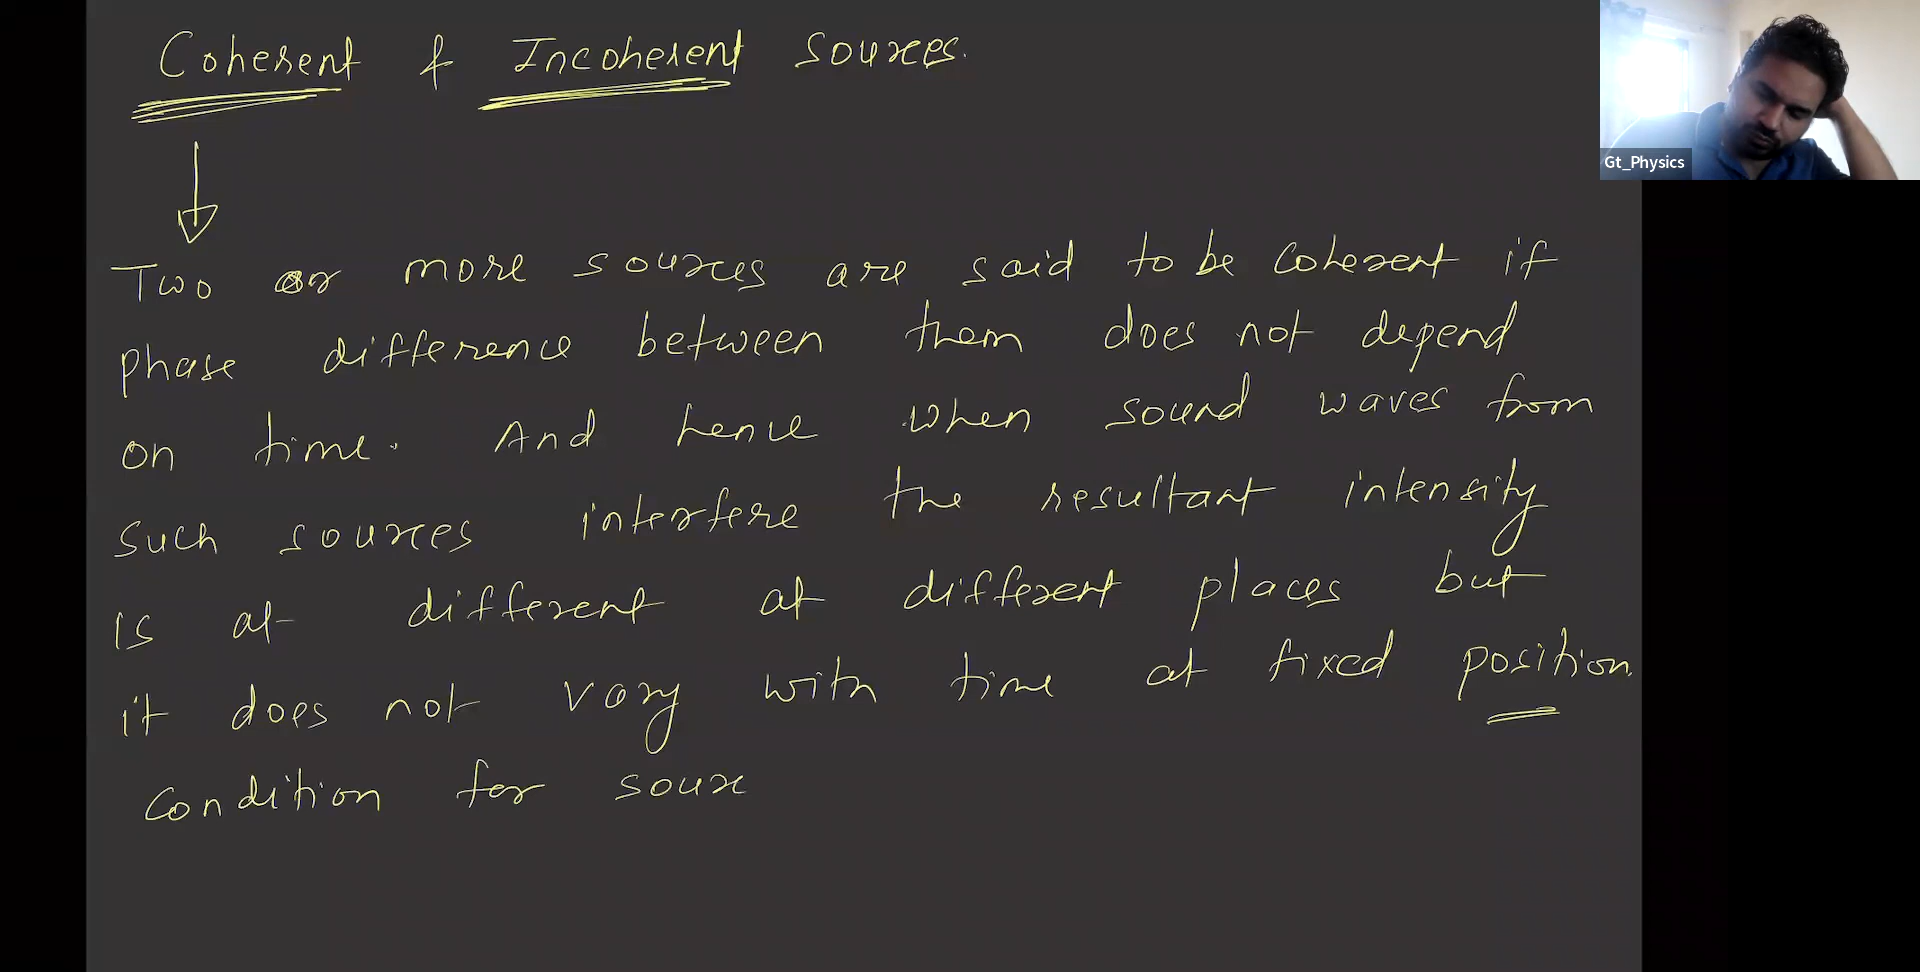 Coherent & Incoherent Sources.
Gt_Physics
Two or more sources are said to be coherent if
phase difference between them does not depend
on time. And hence when sound waves from
such sources interfere the resultant intensity
is at different at different places but
it does not vary with time at fixed position.
condition for sour